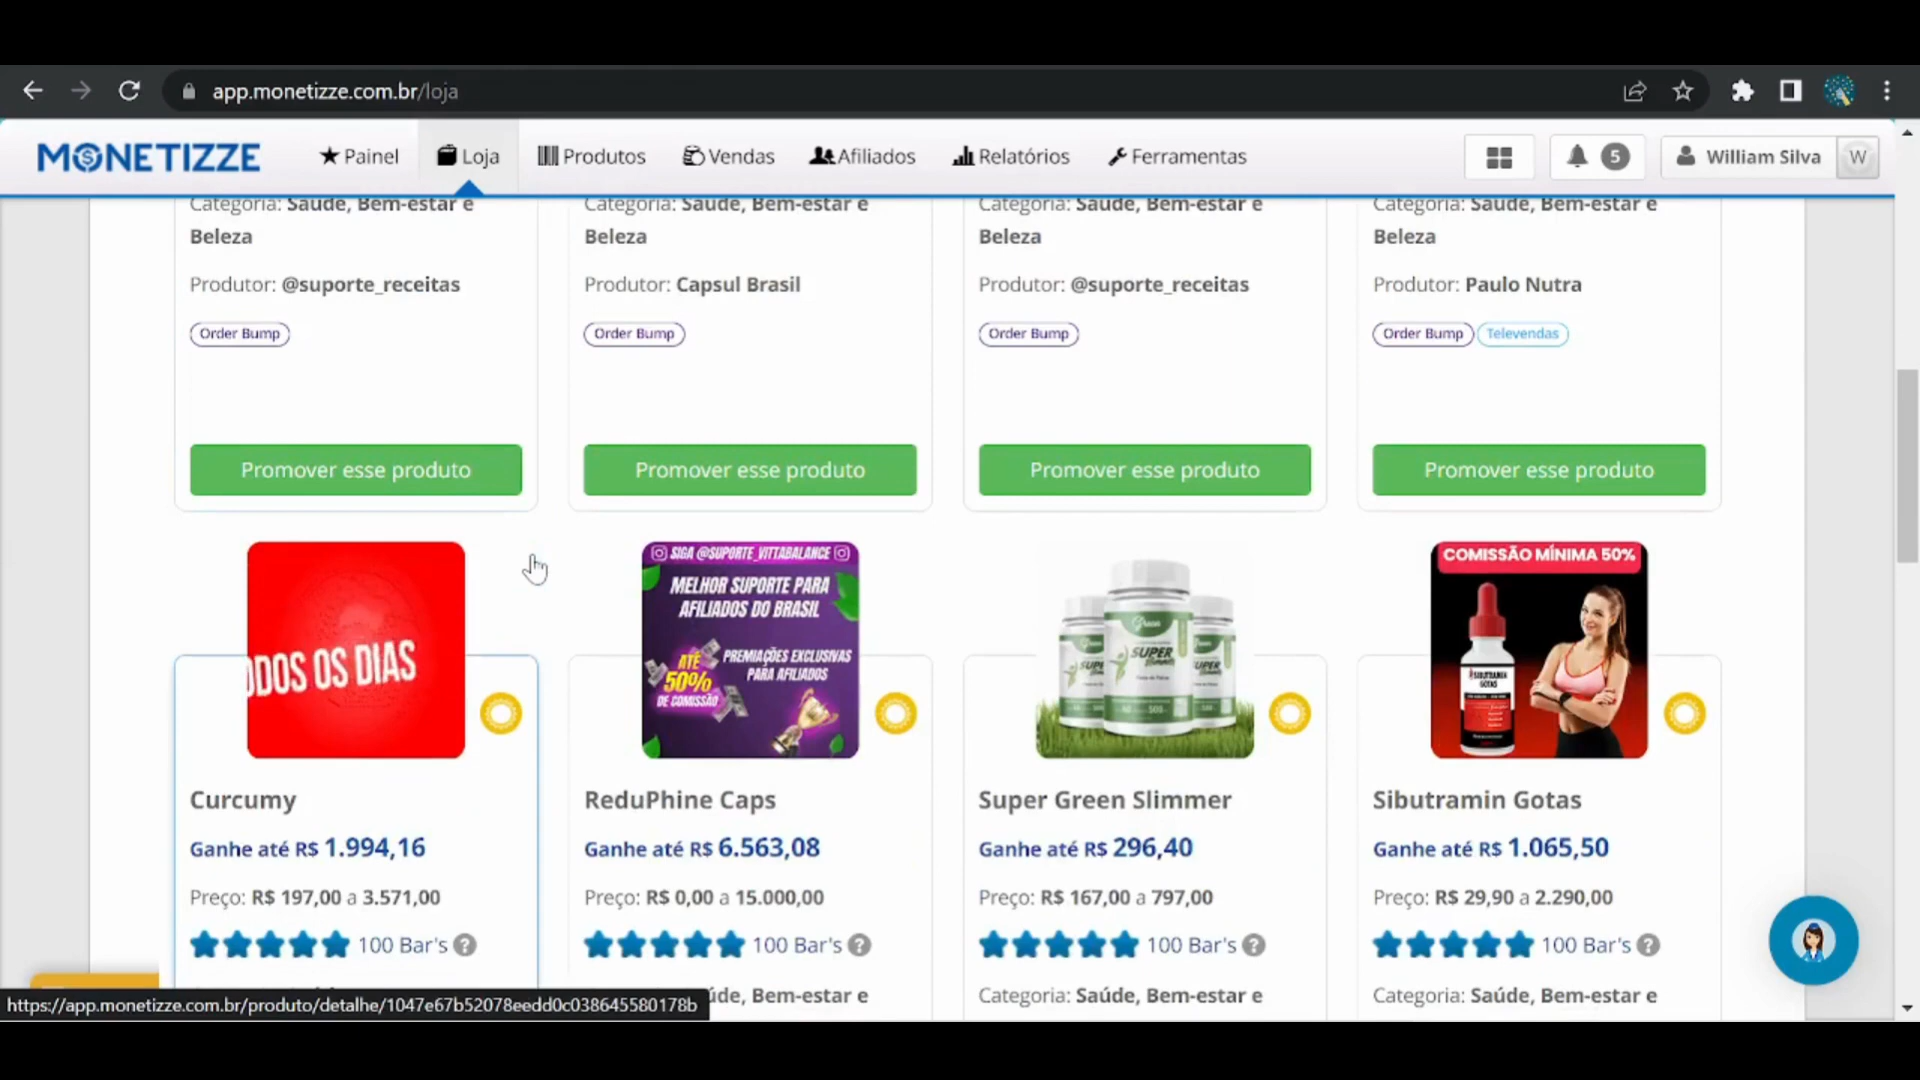 app.monetizze.com.br/loja
MONETIZZE
Painel
Loja
Produtos
Vendas
Afiliados
Relatórios
Ferramentas
5
William Silva
W
Categoria: Saúde, Bem-estar e
Beleza
Produtor: @suporte_receitas
Order Bump
Promover esse produto
Categoria: Saúde, Bem-estar e
Beleza
Produtor: Capsul Brasil
Order Bump
Promover esse produto
Categoria: Saúde, Bem-estar e
Beleza
Produtor: @suporte_receitas
Order Bump
Promover esse produto
Categoria: Saúde, Bem-estar e
Beleza
Produtor: Paulo Nutra
Order Bump Televendas
Promover esse produto
ODOS OS DIAS
Curcumy
Ganhe até R$ 1.994,16
Preço: R$ 197,00 a 3.571,00
100 Bar's ?
SIGA @SUPORTE_VITTABALANCE
MELHOR SUPORTE PARA
AFILIADOS DO BRASIL
ATÉ
50%
DE COMISSÃO
PREMIAÇÕES EXCLUSIVAS
PARA AFILIADOS
ReduPhine Caps
Ganhe até R$ 6.563,08
Preço: R$ 0,00 a 15.000,00
100 Bar's ?
úde, Bem-estar e
Green
SUPER
500
Super Green Slimmer
Ganhe até R$ 296,40
Preço: R$ 167,00 a 797,00
100 Bar's ?
Categoria: Saúde, Bem-estar e
COMISSÃO MÍNIMA 50%
SIBUTRAMIN
GOTAS
Sibutramin Gotas
Ganhe até R$ 1.065,50
Preço: R$ 29,90 a 2.290,00
100 Bar's ?
Categoria: Saúde, Bem-estar e
https://app.monetizze.com.br/produto/detalhe/1047e67b52078eedd0c038645580178b